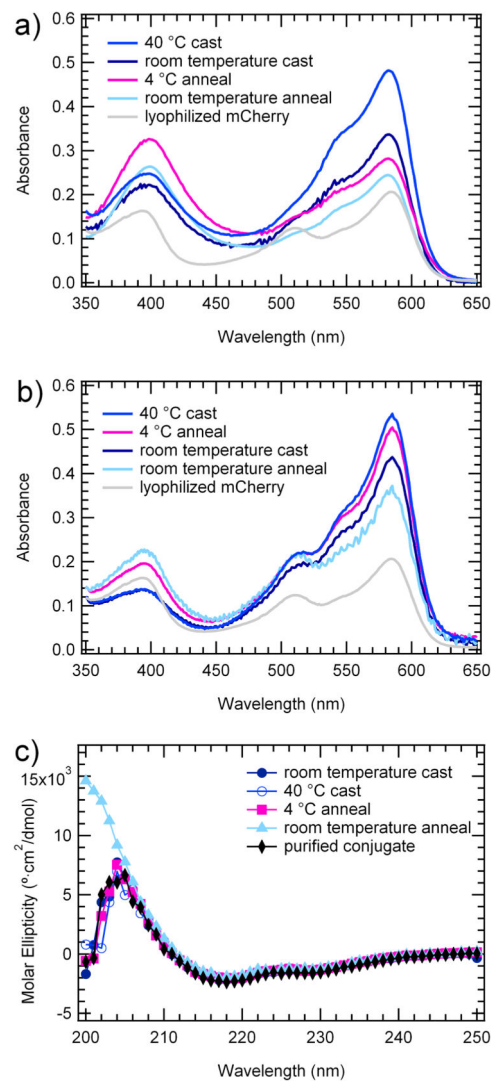 a)
0.6
0.5
0.4
0.3
0.2
0.1
0.0
Absorbance
40 °C cast
room temperature cast
4 °C anneal
room temperature anneal
lyophilized mCherry
350 400 450 500 550 600 650
Wavelength (nm)
b)
0.6
0.5
0.4
0.3
0.2
0.1
0.0
Absorbance
40 °C cast
4 °C anneal
room temperature cast
room temperature anneal
lyophilized mCherry
350 400 450 500 550 600 650
Wavelength (nm)
c)
15x10³
10
5
0
-5
Molar Ellipticity (º·cm²/dmol)
room temperature cast
40 °C cast
4 °C anneal
room temperature anneal
purified conjugate
200 210 220 230 240 250
Wavelength (nm)